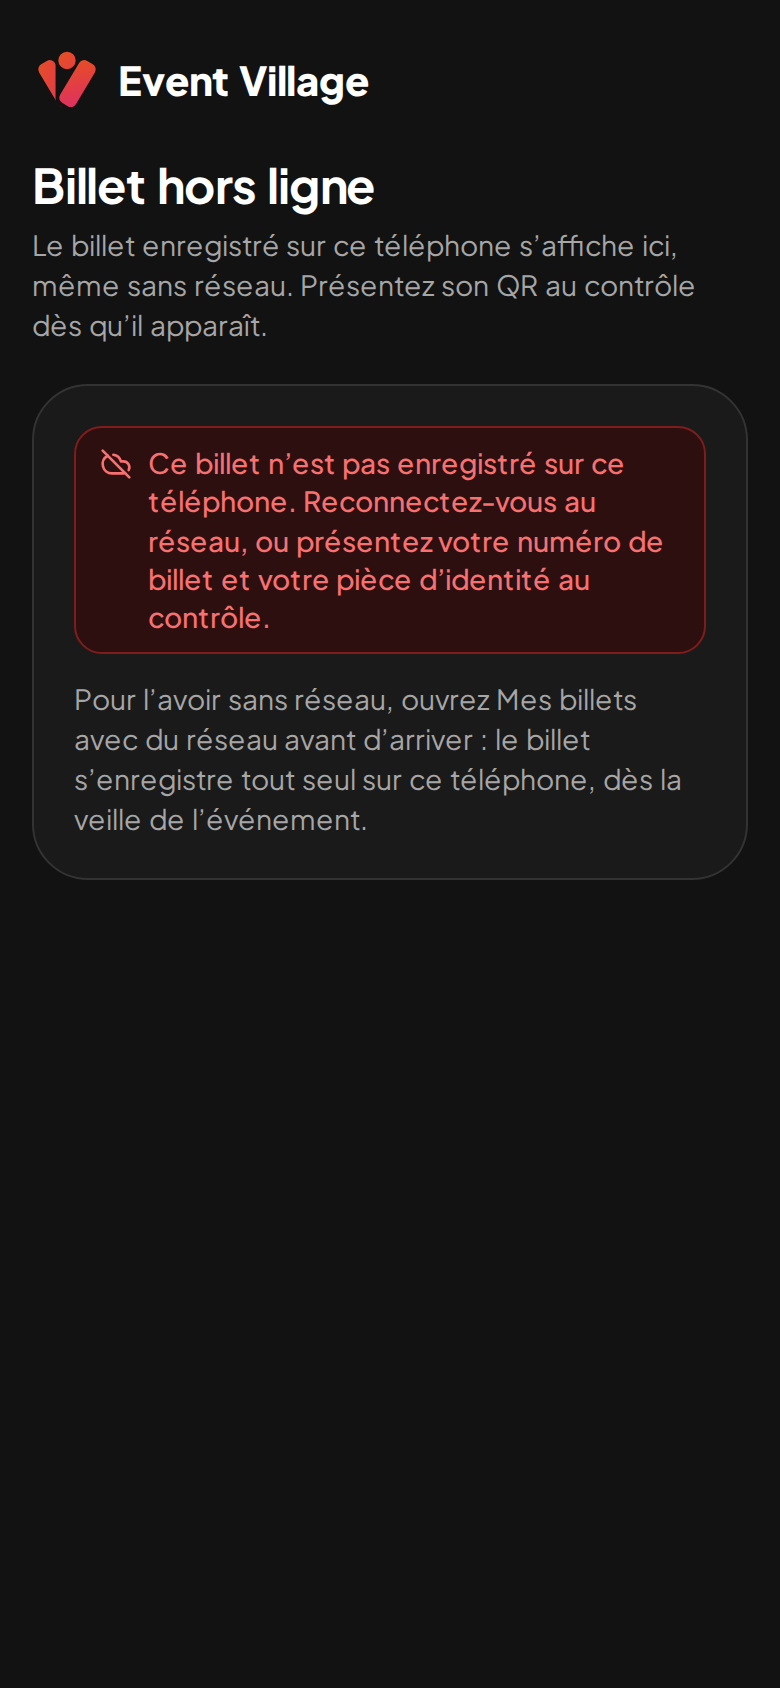 Event Village
Billet hors ligne
Le billet enregistré sur ce téléphone s’affiche ici,
même sans réseau. Présentez son QR au contrôle
dès qu’il apparaît.
Ce billet n’est pas enregistré sur ce
téléphone. Reconnectez-vous au
réseau, ou présentez votre numéro de
billet et votre pièce d’identité au
contrôle.
Pour l’avoir sans réseau, ouvrez Mes billets
avec du réseau avant d’arriver : le billet
s’enregistre tout seul sur ce téléphone, dès la
veille de l’événement.